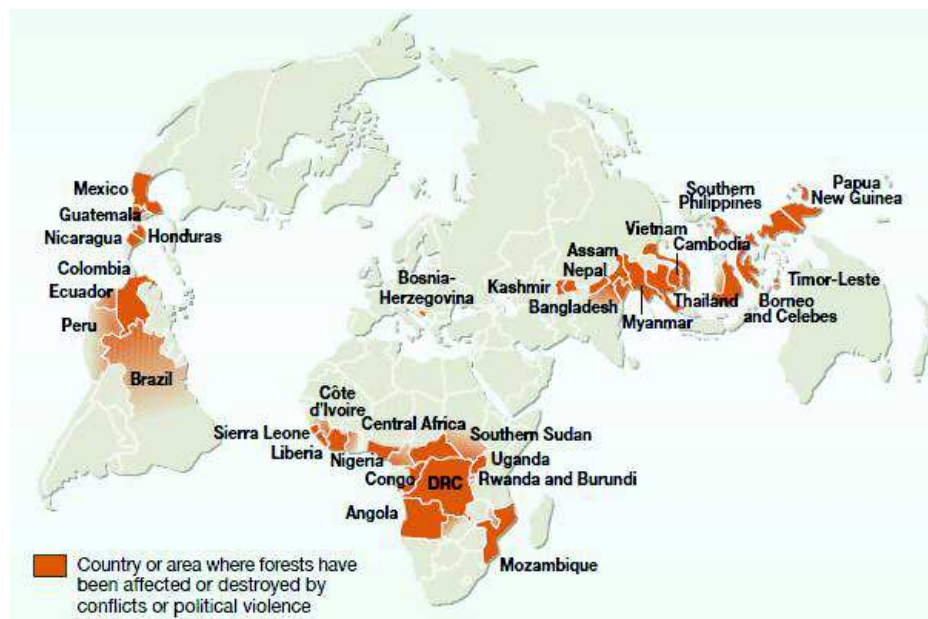 Mexico
Guatemala
Nicaragua
Honduras
Colombia
Ecuador
Peru
Brazil
Bosnia-
Herzegovina
Côte
d'Ivoire
Sierra Leone
Liberia
Nigeria
Central Africa
Southern Sudan
Congo
DRC
Uganda
Rwanda and Burundi
Angola
Mozambique
Kashmir
Nepal
Assam
Bangladesh
Myanmar
Vietnam
Cambodia
Thailand
Southern
Philippines
Papua
New Guinea
Timor-Leste
Borneo
and Celebes
Country or area where forests have
been affected or destroyed by
conflicts or political violence